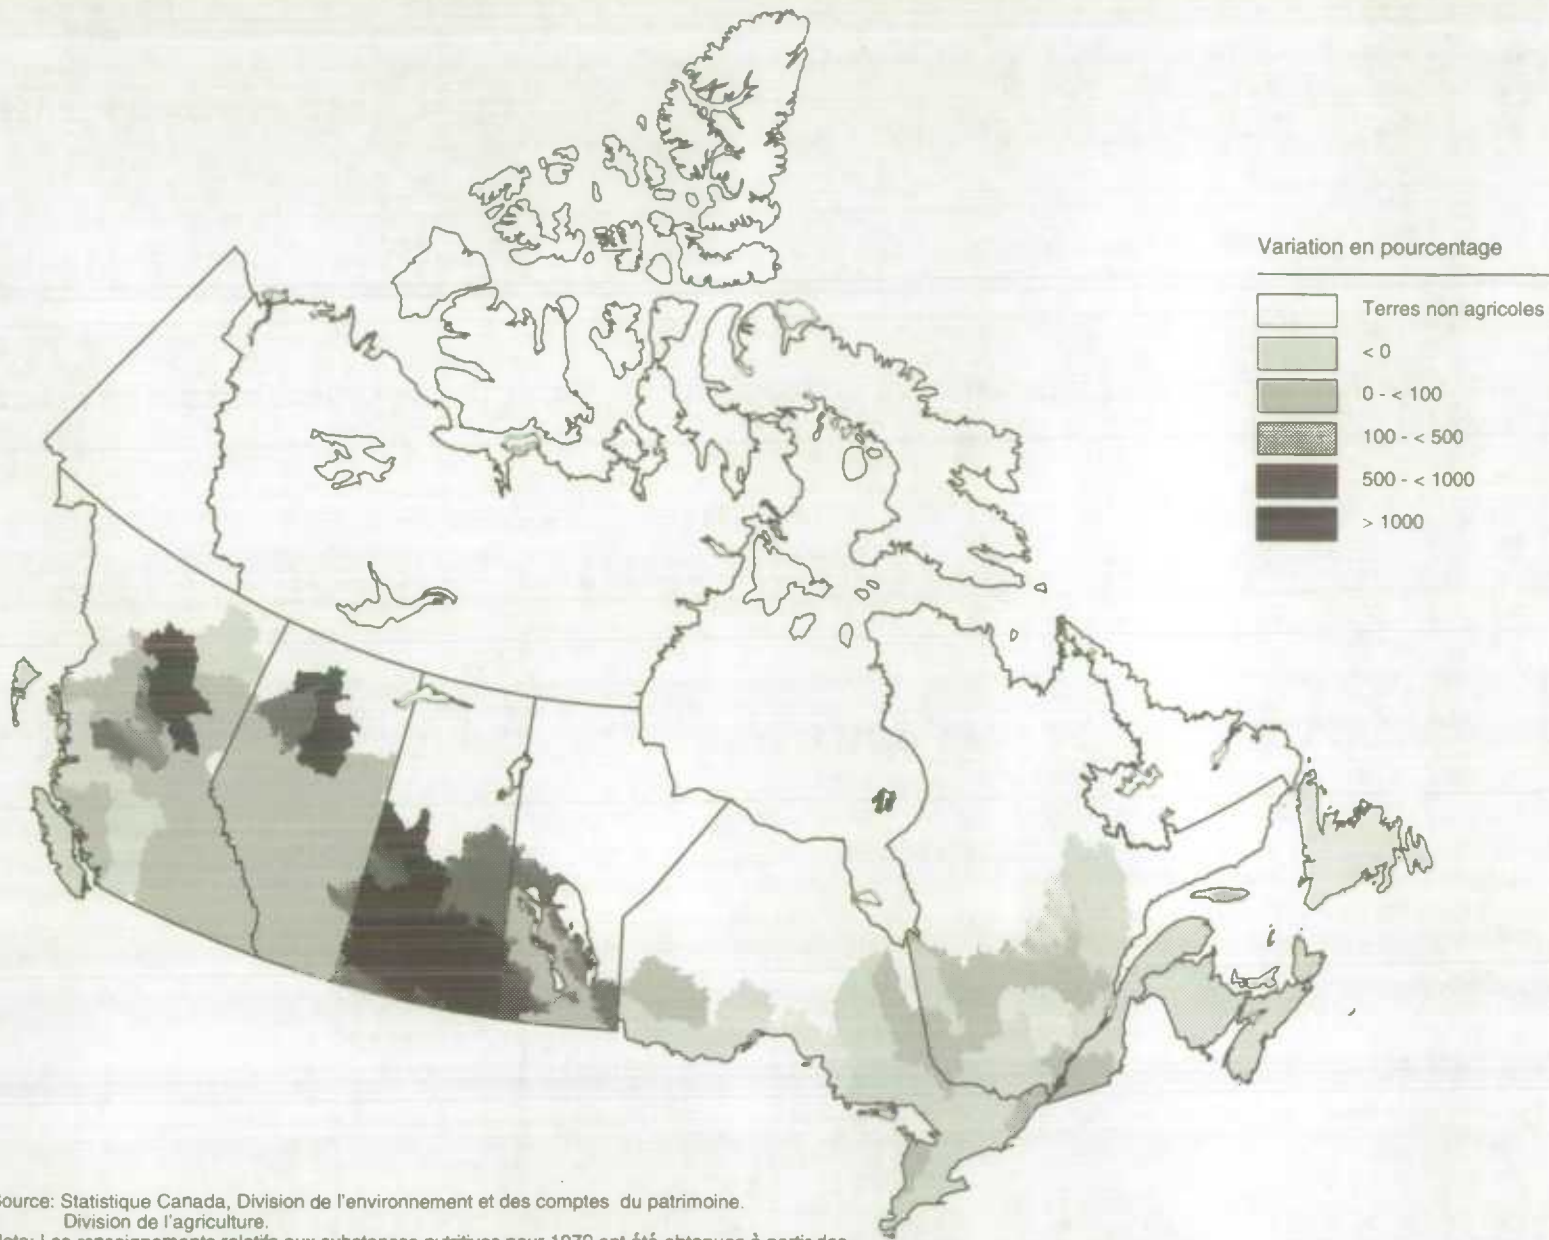 Variation en pourcentage
Terres non agricoles
< 0
0 - < 100
100 - < 500
500 - < 1000
> 1000
Source: Statistique Canada, Division de l'environnement et des comptes du patrimoine.
Division de l'agriculture.